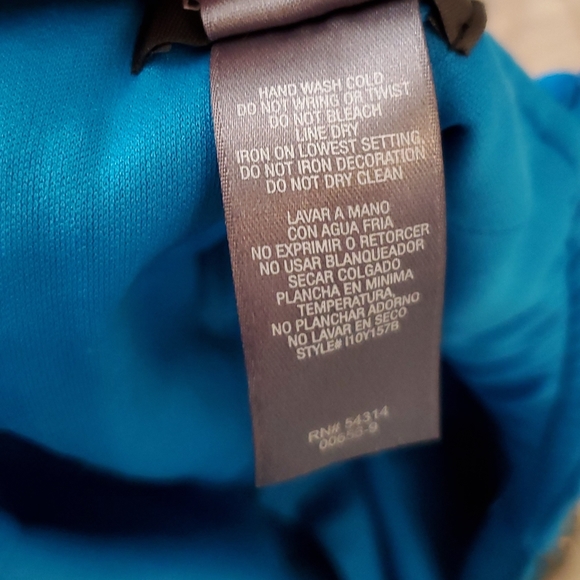 HAND WASH COLD
DO NOT WRING OR TWIST
DO NOT BLEACH
LINE DRY
IRON ON LOWEST SETTING,
DO NOT IRON DECORATION
DO NOT DRY CLEAN
LAVAR A MANO
CON AGUA FRIA
NO EXPRIMIR O RETORCER
NO USAR BLANQUEADOR
SECAR COLGADO
PLANCHA EN MINIMA
TEMPERATURA,
NO PLANCHAR ADORNO
NO LAVAR EN SECO
STYLE# I10Y157B
RN# 54314